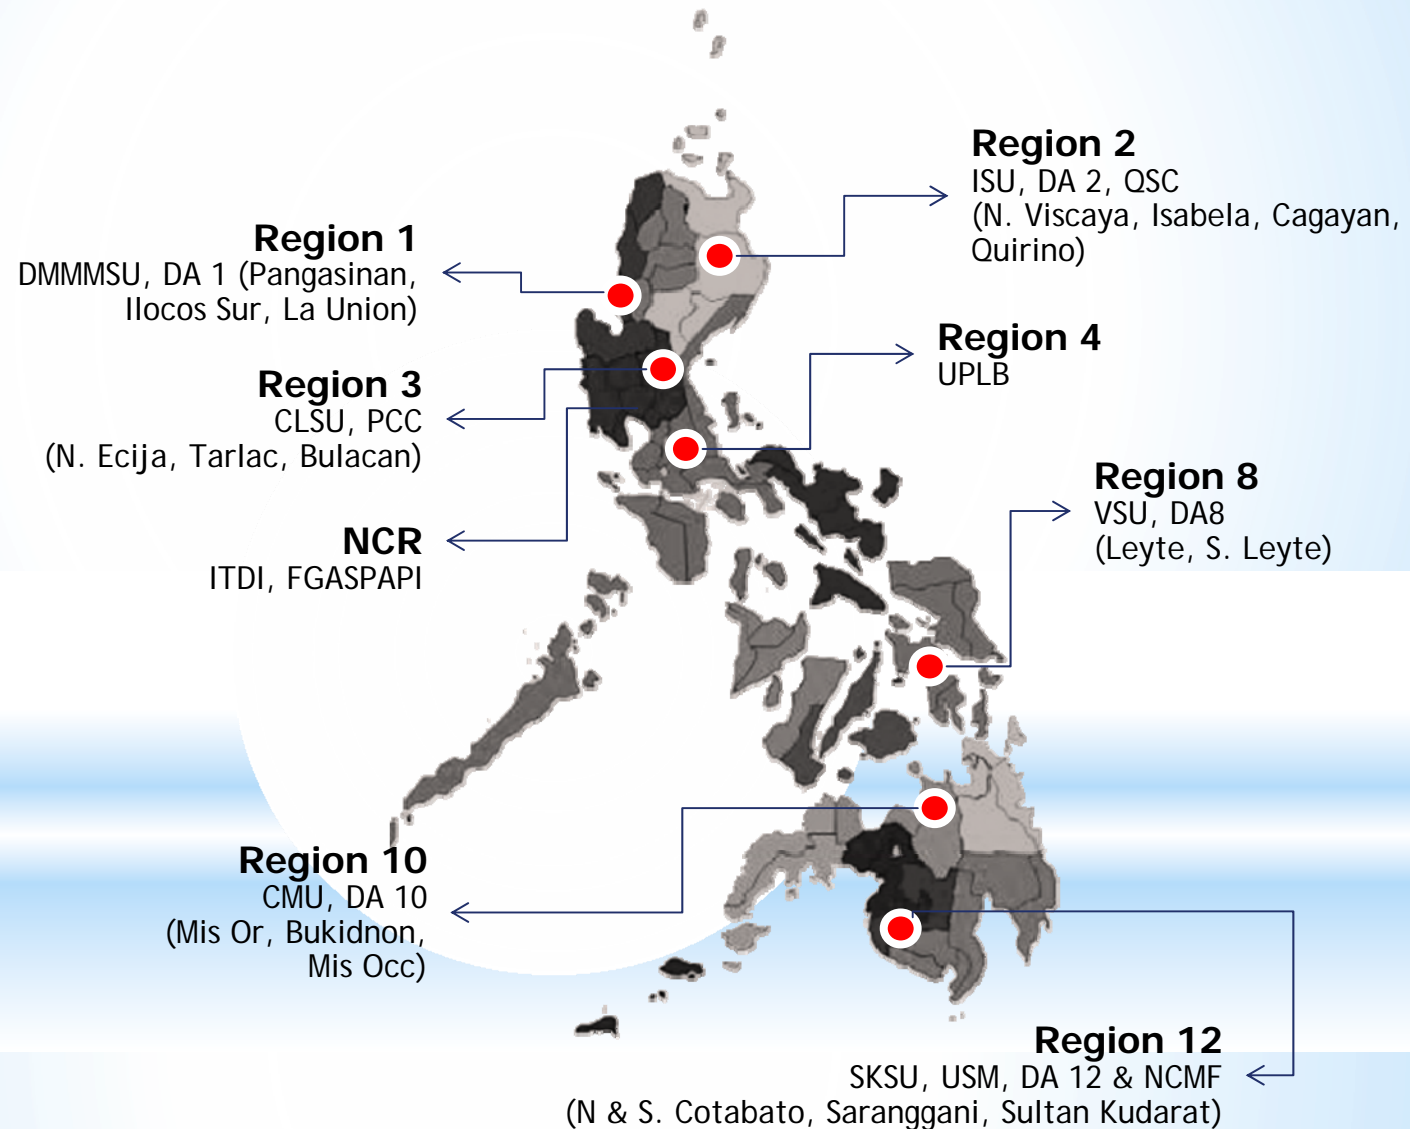 Region 1
DMMMSU, DA 1 (Pangasinan,
Ilocos Sur, La Union)
Region 3
CLSU, PCC
(N. Ecija, Tarlac, Bulacan)
NCR
ITDI, FGASPAPI
Region 10
CMU, DA 10
(Mis Or, Bukidnon,
Mis Occ)
Region 2
ISU, DA 2, QSC
(N. Viscaya, Isabela, Cagayan,
Quirino)
Region 4
UPLB
Region 8
VSU, DA8
(Leyte, S. Leyte)
Region 12
SKSU, USM, DA 12 & NCMF
(N & S. Cotabato, Saranggani, Sultan Kudarat)